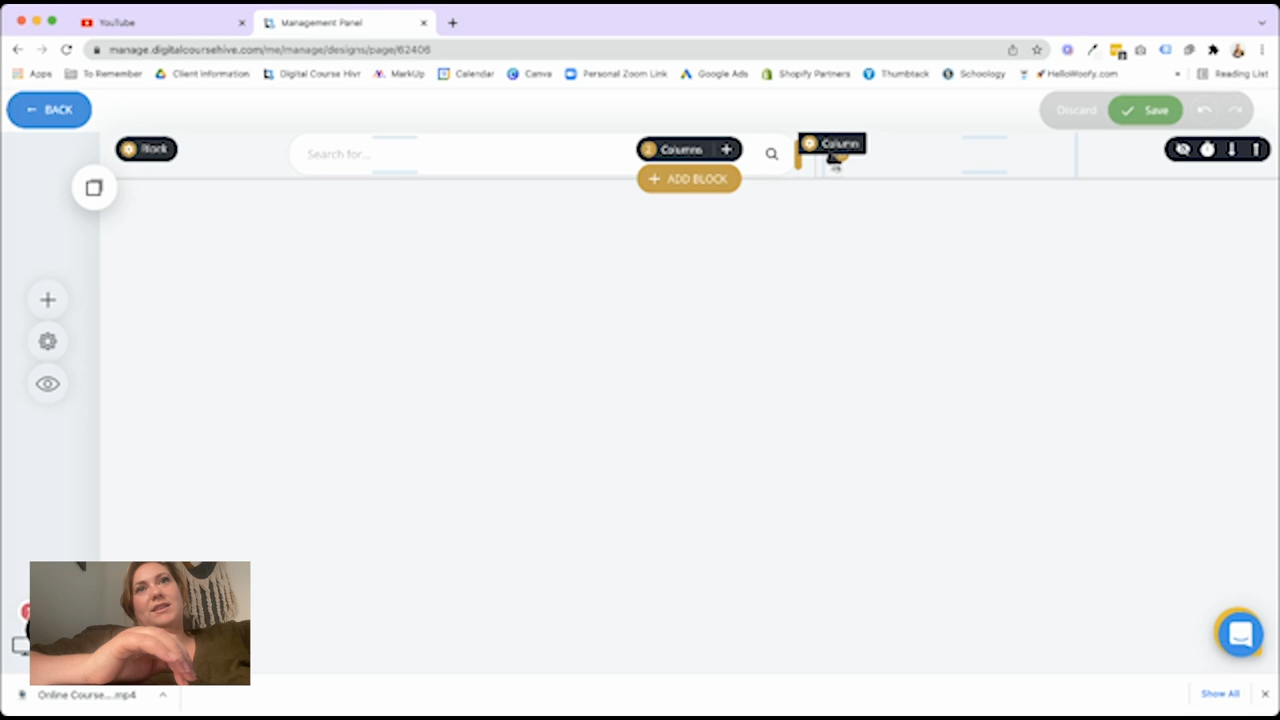 YouTube
Management Panel
manage.digitalcoursehive.com/me/manage/designs/page/62406
Apps To Remember Client Information Digital Course Hive MarkUp Calendar Canva Personal Zoom Link Google Ads Shopify Partners Thumbtack Schoology HelloWoofy.com » Reading List
← BACK
Discard Save
Block
Search for...
2 Columns +
Column
+ ADD BLOCK
Online Course....mp4
Show All